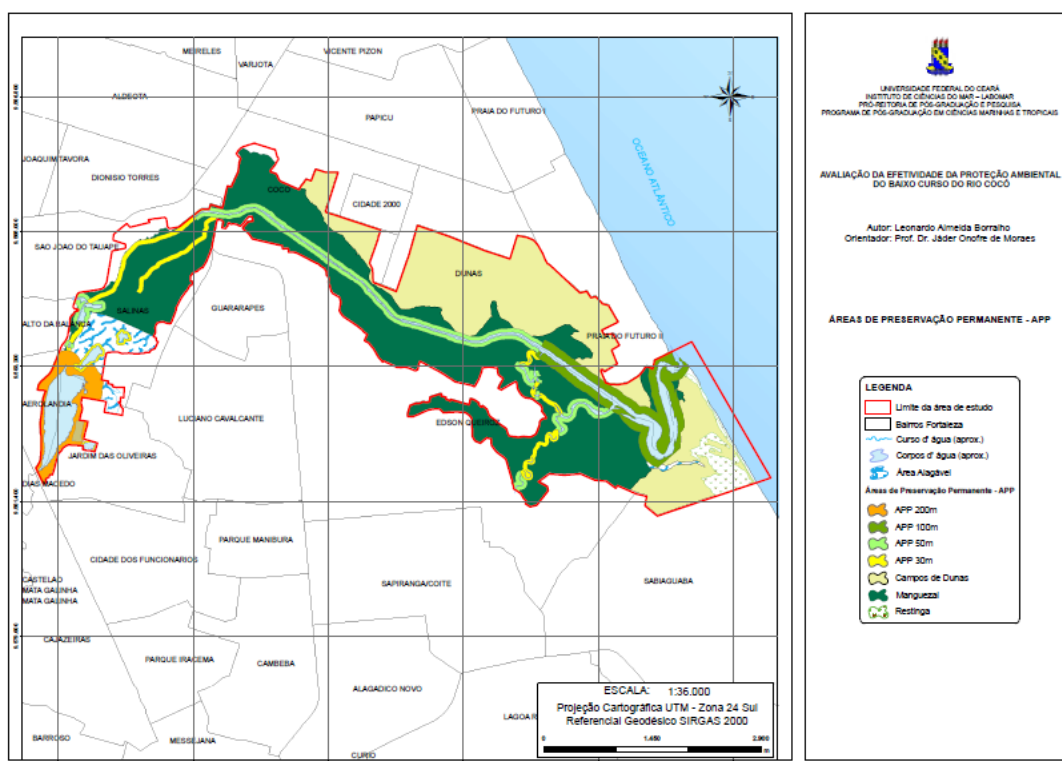 MEIRELES
VICENTE PIZON
VARJOTA
ALDEOTA
PAPICU
PRAIA DO FUTURO I
JOAQUIM TAVORA
DIONISIO TORRES
COCO
CIDADE 2000
OCEANO ATLÂNTICO
SAO JOAO DO TAUAPE
DUNAS
SALINAS
GUARARAPES
ALTO DA BALANCA
PRAIA DO FUTURO II
AEROLANDIA
LUCIANO CAVALCANTE
EDSON QUEIROZ
JARDIM DAS OLIVEIRAS
DIAS MACEDO
PARQUE MANIBURA
CIDADE DOS FUNCIONARIOS
CASTELAO
MATA GALINHA
MATA GALINHA
SAPIRANGA/COITE
SABIAGUABA
CAJAZEIRAS
PARQUE IRACEMA
CAMBEBA
ALAGADICO NOVO
LAGOA R
BARROSO
MESSEJANA
CURIO
ESCALA: 1:36.000
Projeção Cartográfica UTM - Zona 24 Sul
Referencial Geodésico SIRGAS 2000
0 1.450 2.900
m
UNIVERSIDADE FEDERAL DO CEARÁ
INSTITUTO DE CIÊNCIAS DO MAR – LABOMAR
PRÓ-REITORIA DE PÓS-GRADUAÇÃO E PESQUISA
PROGRAMA DE PÓS-GRADUAÇÃO EM CIÊNCIAS MARINHAS E TROPICAIS
AVALIAÇÃO DA EFETIVIDADE DA PROTEÇÃO AMBIENTAL
DO BAIXO CURSO DO RIO COCÓ
Autor: Leonardo Almeida Borralho
Orientador: Prof. Dr. Jáder Onofre de Moraes
ÁREAS DE PRESERVAÇÃO PERMANENTE - APP
LEGENDA
Limite da área de estudo
Bairros Fortaleza
Curso d' água (aprox.)
Corpos d' água (aprox.)
Área Alagável
Áreas de Preservação Permanente - APP
APP 200m
APP 100m
APP 50m
APP 30m
Campos de Dunas
Manguezal
Restinga